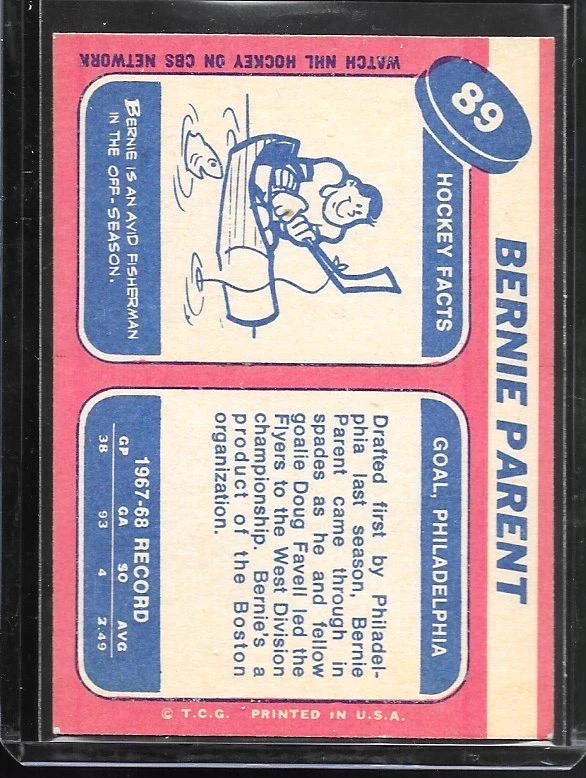 89
BERNIE PARENT
HOCKEY FACTS
BERNIE IS AN AVID FISHERMAN
IN THE OFF-SEASON.
WATCH NHL HOCKEY ON CBS NETWORK
GOAL, PHILADELPHIA
Drafted first by Philadel-
phia last season, Bernie
Parent came through in
spades as he and fellow
goalie Doug Favell led the
Flyers to the West Division
championship. Bernie's a
product of the Boston
organization.
1967-68 RECORD
GP GA SO AVG
38 93 4 2.49
© T.C.G. PRINTED IN U.S.A.